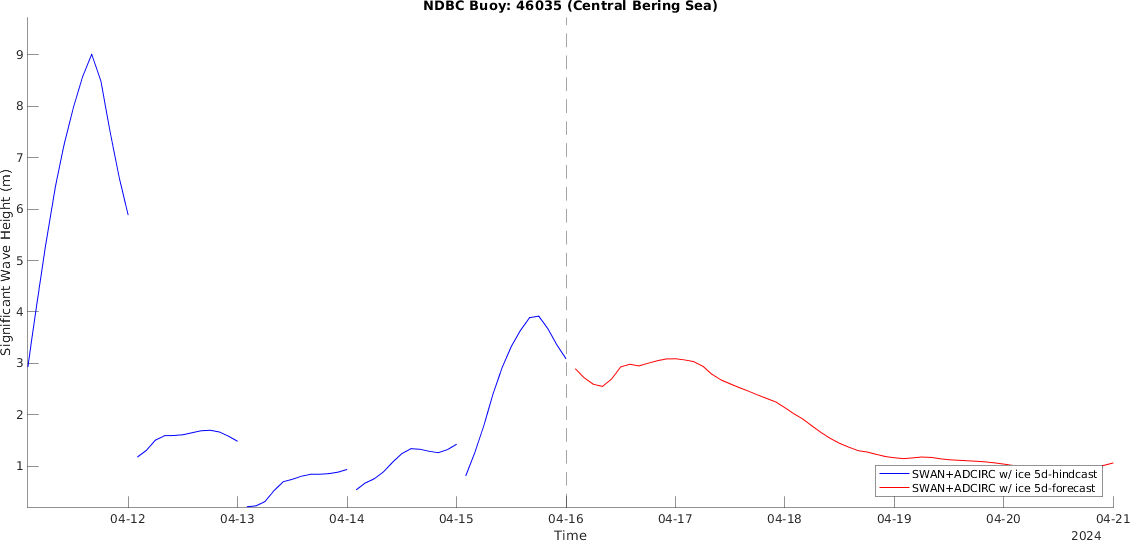 NDBC Buoy: 46035 (Central Bering Sea)
Significant Wave Height (m)
9
8
7
6
5
4
3
2
1
SWAN+ADCIRC w/ ice 5d-hindcast
SWAN+ADCIRC w/ ice 5d-forecast
04-12 04-13 04-14 04-15 04-16 04-17 04-18 04-19 04-20 04-21
Time
2024